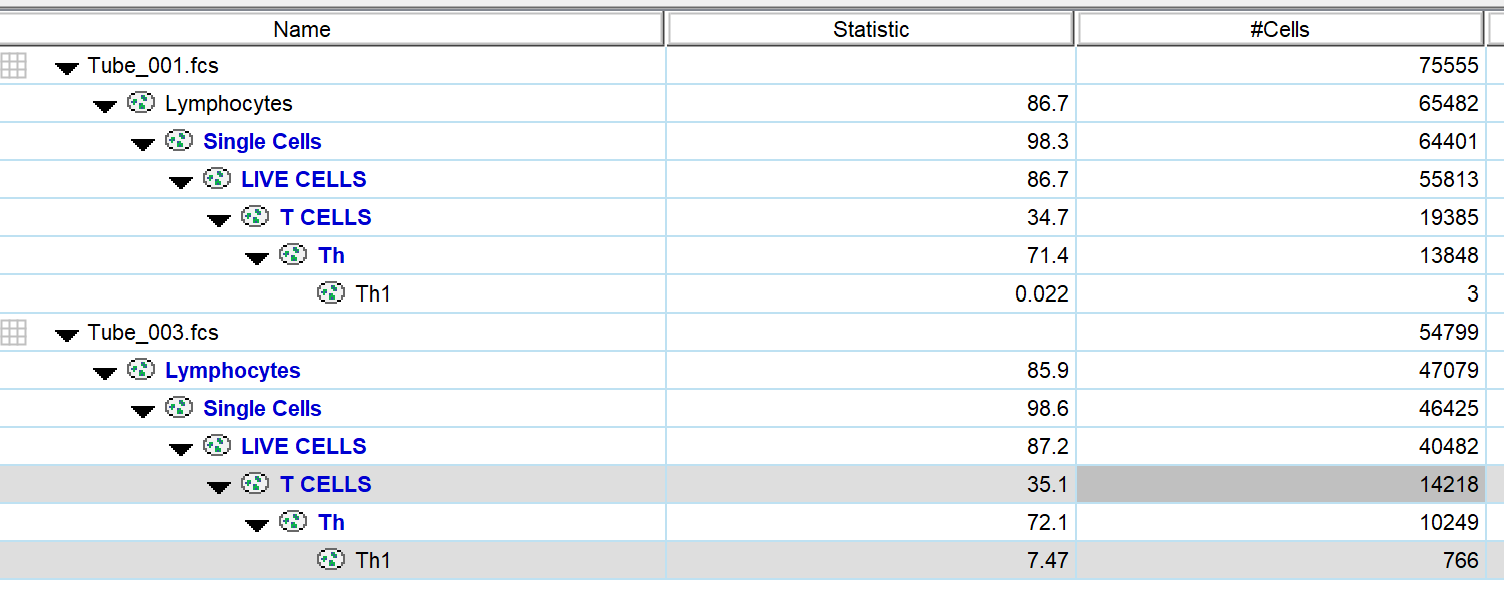 Name Statistic #Cells
Tube_001.fcs 75555
Lymphocytes 86.7 65482
Single Cells 98.3 64401
LIVE CELLS 86.7 55813
T CELLS 34.7 19385
Th 71.4 13848
Th1 0.022 3
Tube_003.fcs 54799
Lymphocytes 85.9 47079
Single Cells 98.6 46425
LIVE CELLS 87.2 40482
T CELLS 35.1 14218
Th 72.1 10249
Th1 7.47 766